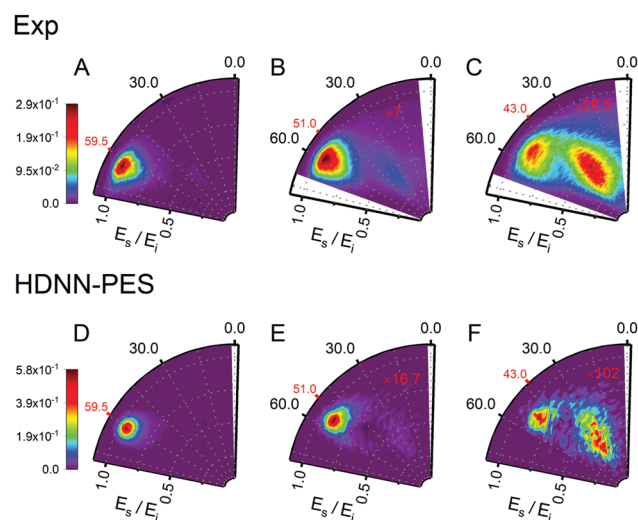 Exp
A
B
C
0.0
0.0
0.0
30.0
2.9x10⁻¹
1.9x10⁻¹
9.5x10⁻²
0.0
59.5
51.0
43.0
×7
×28.6
60.0
60.0
1.0
0.5
1.0
0.5
1.0
0.5
Eₛ / Eᵢ
Eₛ / Eᵢ
Eₛ / Eᵢ
HDNN-PES
D
E
F
0.0
0.0
0.0
30.0
30.0
30.0
5.8x10⁻¹
3.9x10⁻¹
1.9x10⁻¹
0.0
59.5
51.0
43.0
×16.7
×102
60.0
60.0
1.0
0.5
1.0
0.5
1.0
0.5
Eₛ / Eᵢ
Eₛ / Eᵢ
Eₛ / Eᵢ